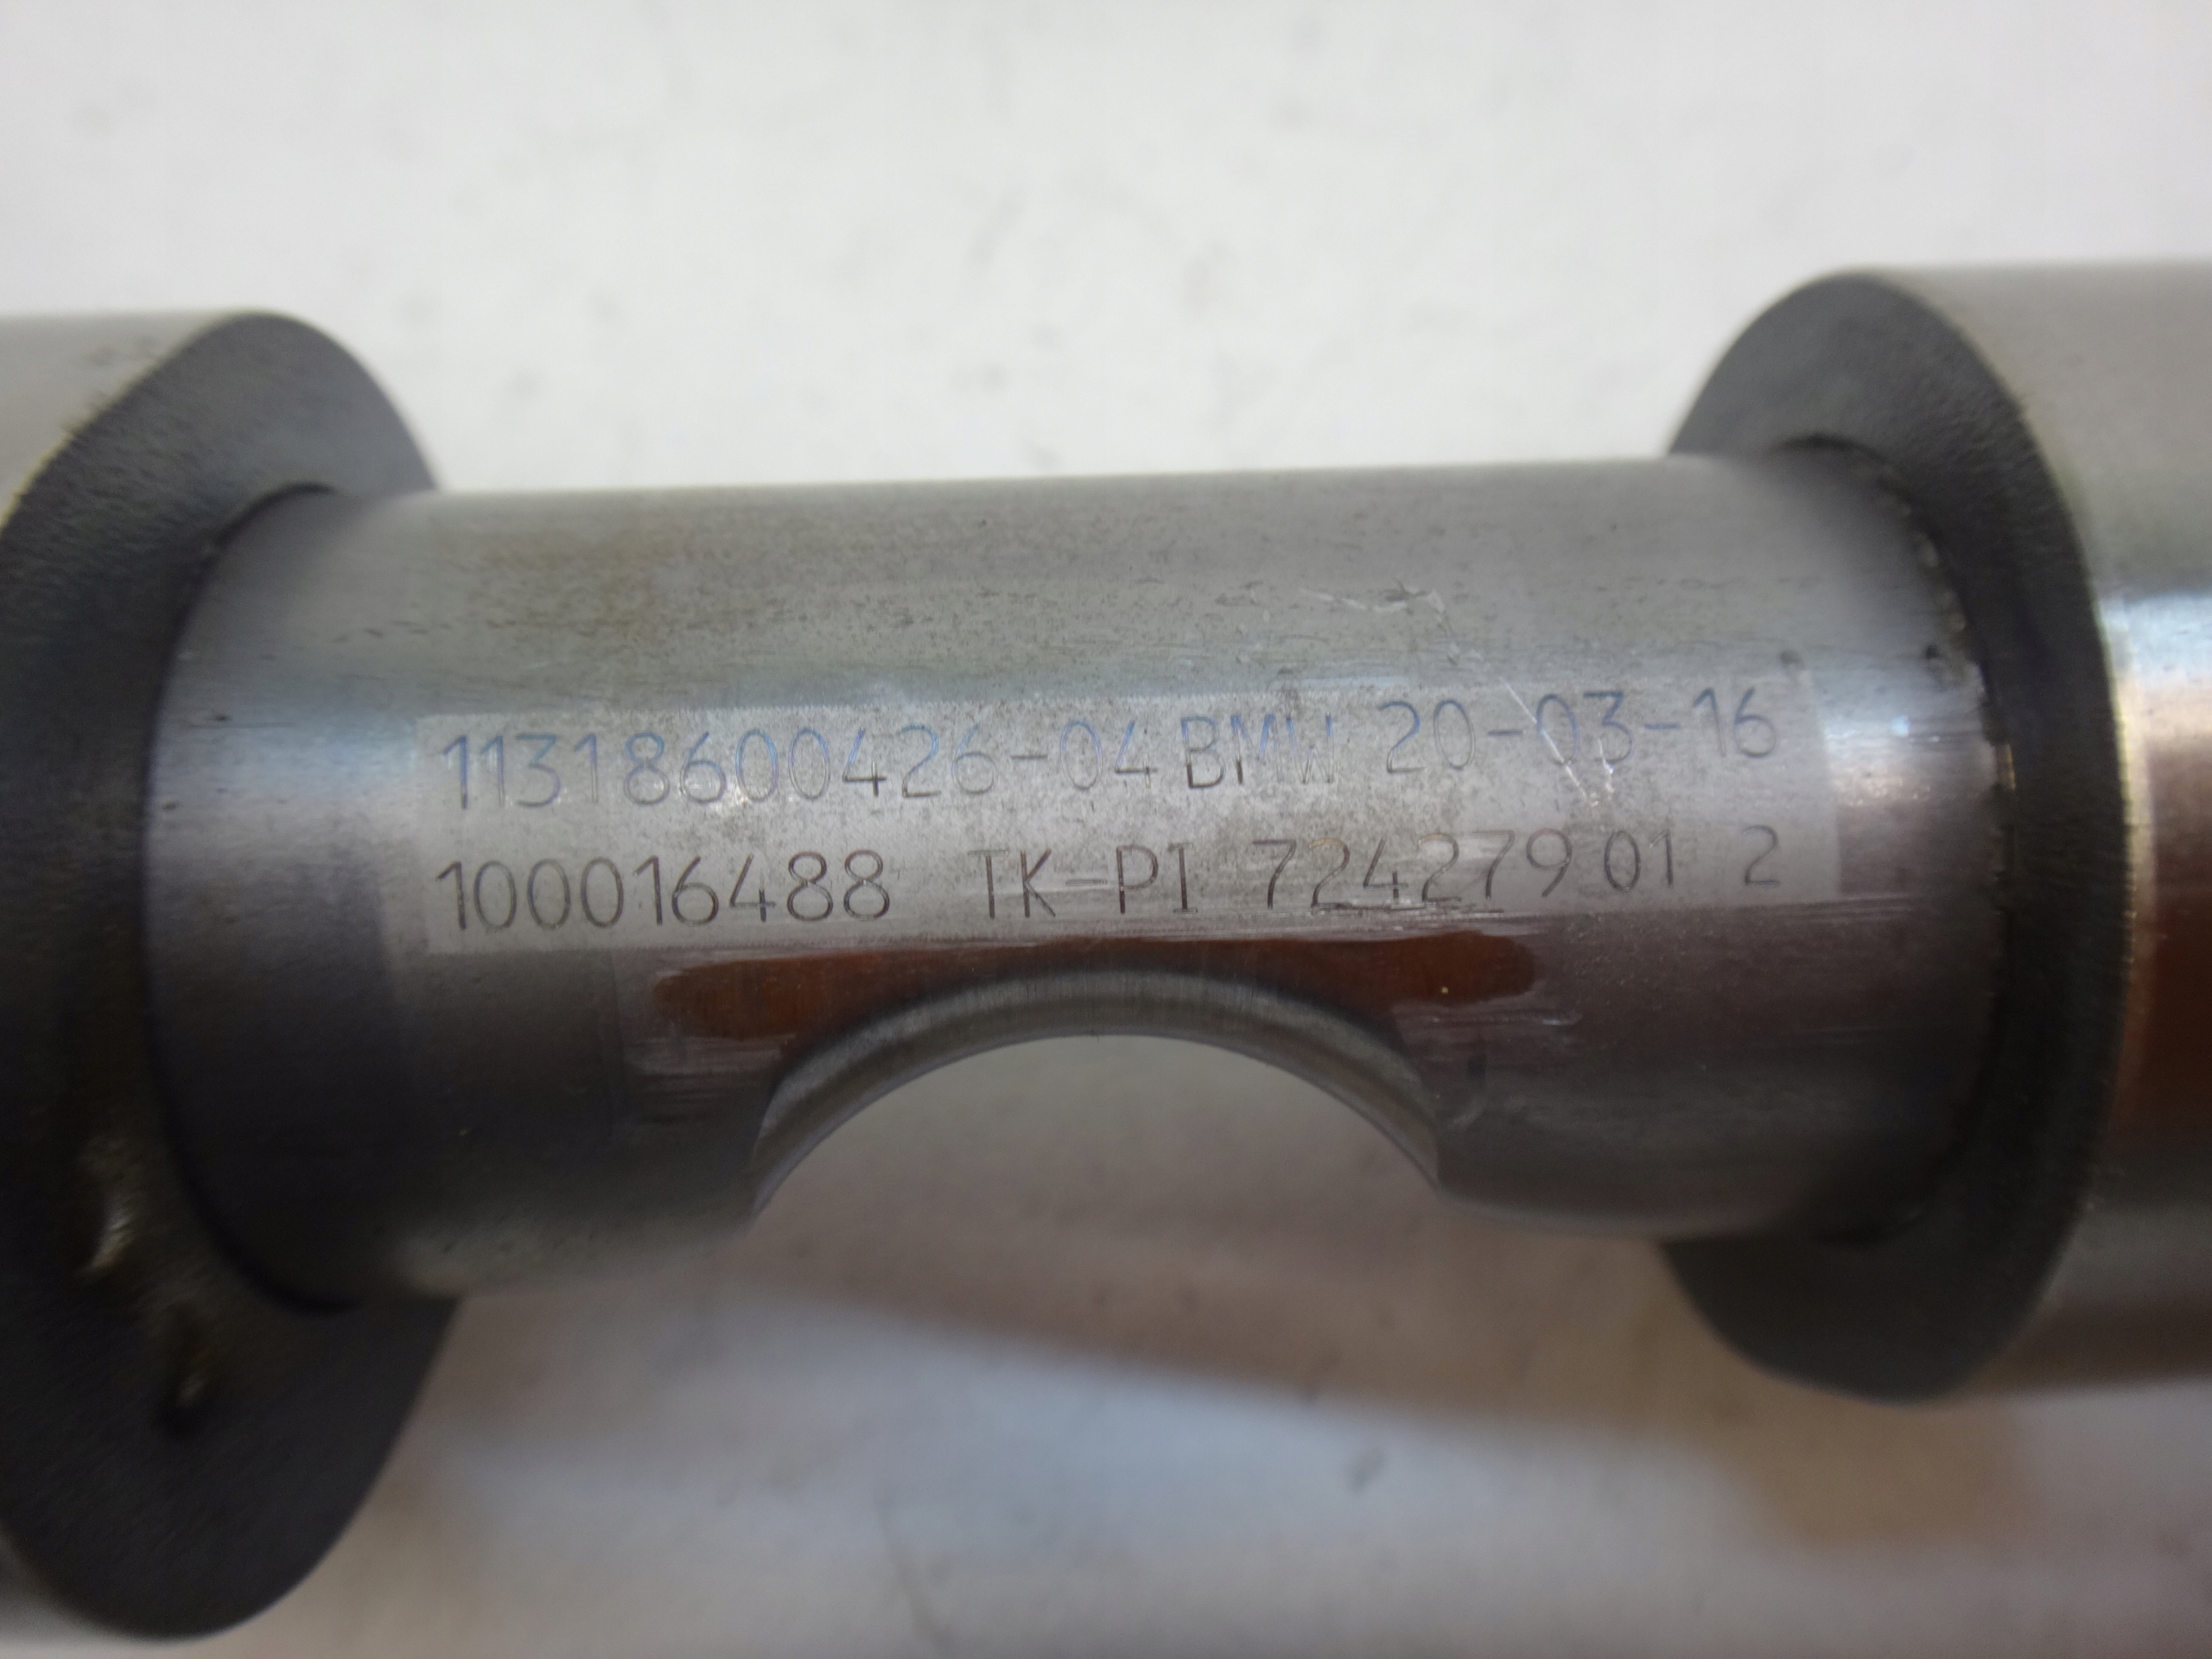 11318600426-04 BMW 20-03-16
100016488 TK-PI 724279 01 2